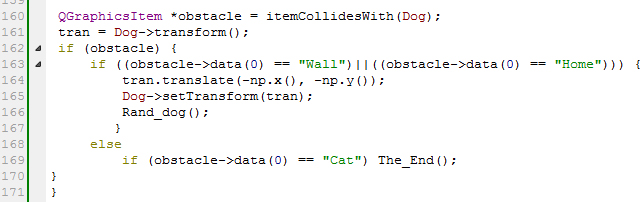 160 QGraphicsItem *obstacle = itemCollidesWith(Dog);
161 tran = Dog->transform();
162 if (obstacle) {
163 if ((obstacle->data(0) == "Wall")||((obstacle->data(0) == "Home"))) {
164 tran.translate(-np.x(), -np.y());
165 Dog->setTransform(tran);
166 Rand_dog();
167 }
168 else
169 if (obstacle->data(0) == "Cat") The_End();
170 }
171 }